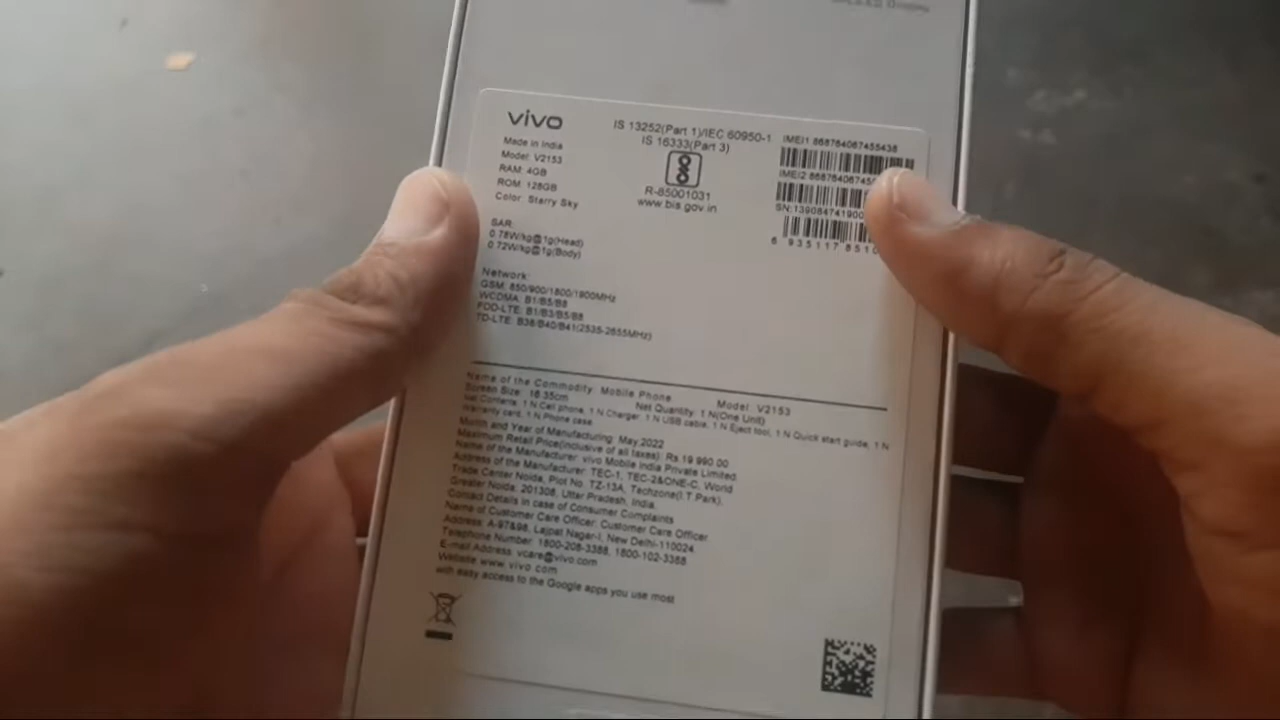 vivo
Made in India
Model: V2153
RAM: 4GB
ROM: 128GB
Color: Starry Sky
SAR:
0.78W/kg@1g(Head)
0.72W/kg@1g(Body)
Network:
GSM: 850/900/1800/1900MHz
WCDMA: B1/B5/B8
FDD-LTE: B1/B3/B5/B8
TD-LTE: B38/B40/B41(2535-2655MHz)
IS 13252(Part 1)/IEC 60950-1
IS 16333(Part 3)
R-85001031
www.bis.gov.in
IMEI1 868764067455438
IMEI2
Name of the Commodity: Mobile Phone Model: V2153
Screen Size: 16.35cm Net Quantity: 1 N(One Unit)
Net Contents: 1 N Cell phone, 1 N Charger, 1 N USB cable, 1 N Eject tool, 1 N Quick start guide, 1 N
Warranty card, 1 N Phone case
Month and Year of Manufacturing: May,2022
Maximum Retail Price(inclusive of all taxes): Rs.19,990.00
Name of the Manufacturer: vivo Mobile India Private Limited
Address of the Manufacturer: TEC-1, TEC-2&ONE-C, World
Trade Center Noida, Plot No. TZ-13A, Techzone(I.T.Park),
Greater Noida: 201308, Uttar Pradesh, India.
Contact Details in case of Consumer Complaints
Name of Customer Care Officer: Customer Care Officer
Address: A-97&98, Lajpat Nagar-I, New Delhi-110024.
Telephone Number: 1800-208-3388, 1800-102-3388
E-mail Address: vcare@vivo.com
Website:www.vivo.com
with easy access to the Google apps you use most